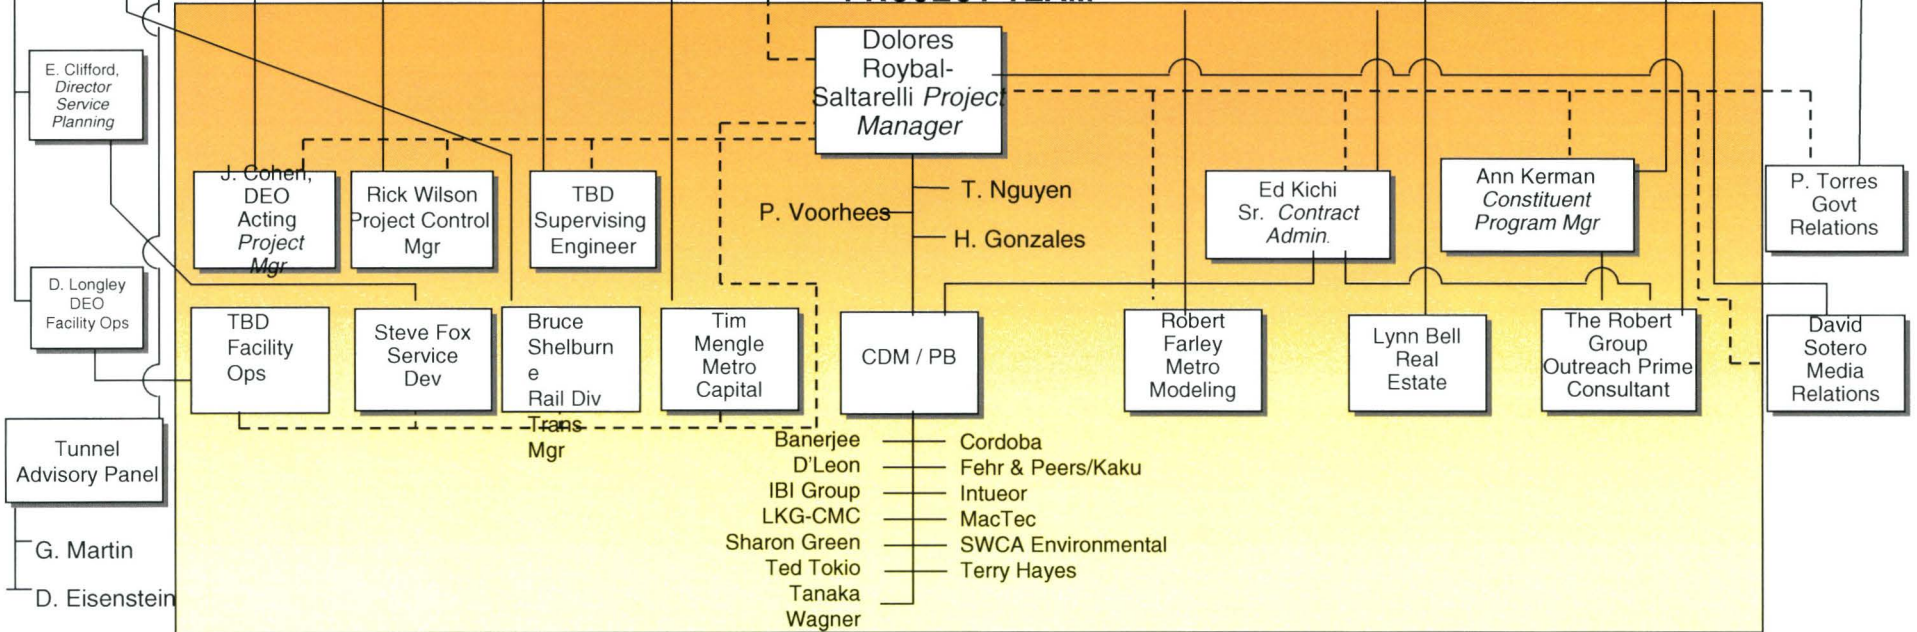 PROJECT TEAM
Dolores
Roybal-
Saltarelli Project
Manager
E. Clifford,
Director
Service
Planning
J. Cohen,
DEO
Acting
Project
Mgr
Rick Wilson
Project Control
Mgr
TBD
Supervising
Engineer
T. Nguyen
P. Voorhees
H. Gonzales
Ed Kichi
Sr. Contract
Admin.
Ann Kerman
Constituent
Program Mgr
P. Torres
Govt
Relations
D. Longley
DEO
Facility Ops
TBD
Facility
Ops
Steve Fox
Service
Dev
Bruce
Shelburn
e
Rail Div
Trans
Mgr
Tim
Mengle
Metro
Capital
CDM / PB
Robert
Farley
Metro
Modeling
Lynn Bell
Real
Estate
The Robert
Group
Outreach Prime
Consultant
David
Sotero
Media
Relations
Tunnel
Advisory Panel
G. Martin
D. Eisenstein
Banerjee
D'Leon
IBI Group
LKG-CMC
Sharon Green
Ted Tokio
Tanaka
Wagner
Cordoba
Fehr & Peers/Kaku
Intueor
MacTec
SWCA Environmental
Terry Hayes